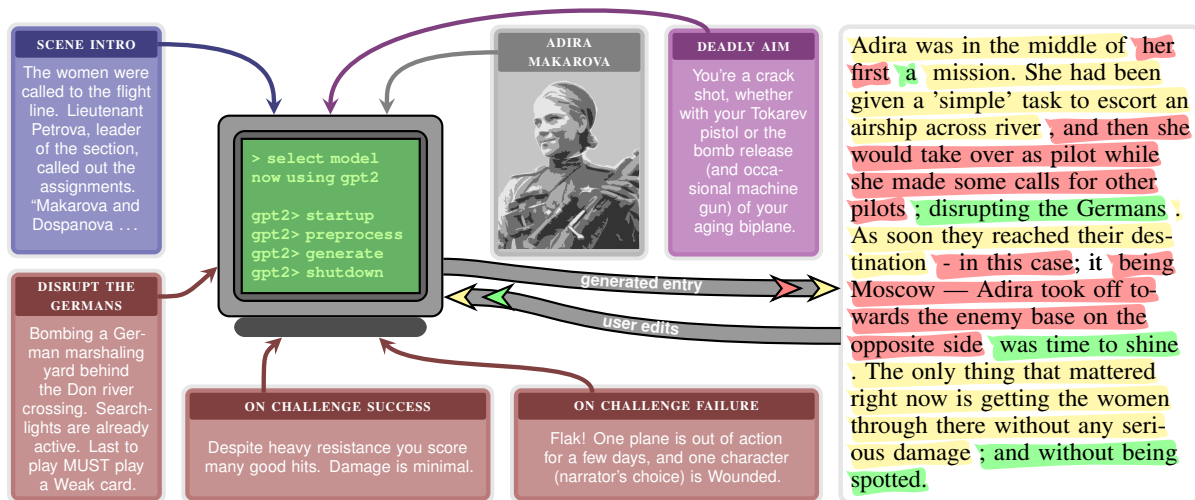 SCENE INTRO
The women were
called to the flight
line. Lieutenant
Petrova, leader
of the section,
called out the
assignments.
“Makarova and
Dospanova ...
DISRUPT THE
GERMANS
Bombing a Ger-
man marshaling
yard behind
the Don river
crossing. Search-
lights are already
active. Last to
play MUST play
a Weak card.
> select model
now using gpt2
gpt2> startup
gpt2> preprocess
gpt2> generate
gpt2> shutdown
ADIRA
MAKAROVA
DEADLY AIM
You’re a crack
shot, whether
with your Tokarev
pistol or the
bomb release
(and occa-
sional machine
gun) of your
aging biplane.
generated entry
user edits
ON CHALLENGE SUCCESS
Despite heavy resistance you score
many good hits. Damage is minimal.
ON CHALLENGE FAILURE
Flak! One plane is out of action
for a few days, and one character
(narrator’s choice) is Wounded.
Adira was in the middle of her
first a mission. She had been
given a ’simple’ task to escort an
airship across river , and then she
would take over as pilot while
she made some calls for other
pilots ; disrupting the Germans .
As soon they reached their des-
tination - in this case; it being
Moscow — Adira took off to-
wards the enemy base on the
opposite side was time to shine
. The only thing that mattered
right now is getting the women
through there without any seri-
ous damage ; and without being
spotted.